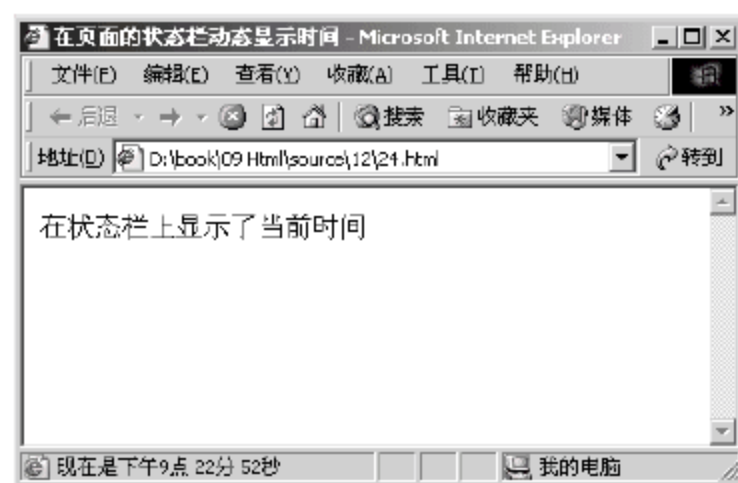 在页面的状态栏动态显示时间 - Microsoft Internet Explorer
文件(F) 编辑(E) 查看(V) 收藏(A) 工具(T) 帮助(H)
后退 搜索 收藏夹 媒体 »
地址(D) D:\book\09 Html\source\12\24.html 转到
在状态栏上显示了当前时间
现在是下午9点 22分 52秒 我的电脑